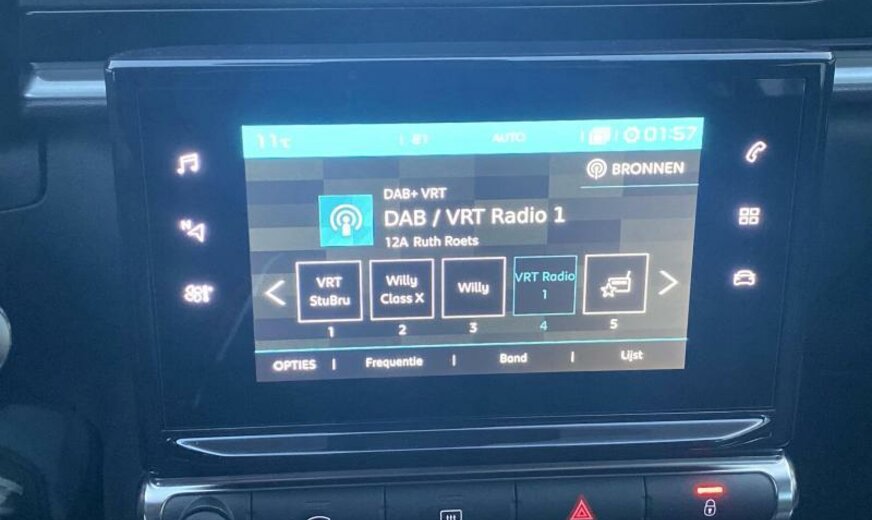 11°C AUTO 01:57
BRONNEN
DAB+ VRT
DAB / VRT Radio 1
12A Ruth Roets
VRT StuBru
Willy Class X
Willy
VRT Radio 1
1 2 3 4 5
OPTIES | Frequentie | Band | Lijst